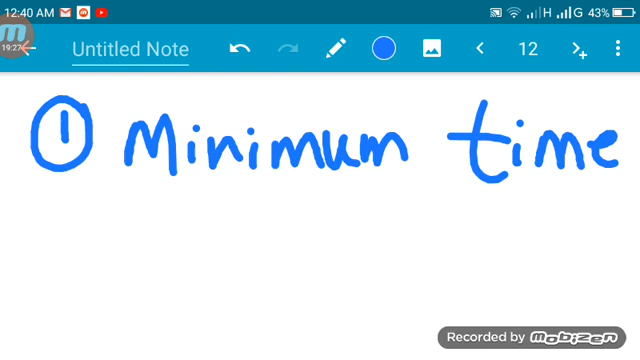 12:40 AM H G 43%
m
19:27
Untitled Note 12
① Minimum time
Recorded by mobizen